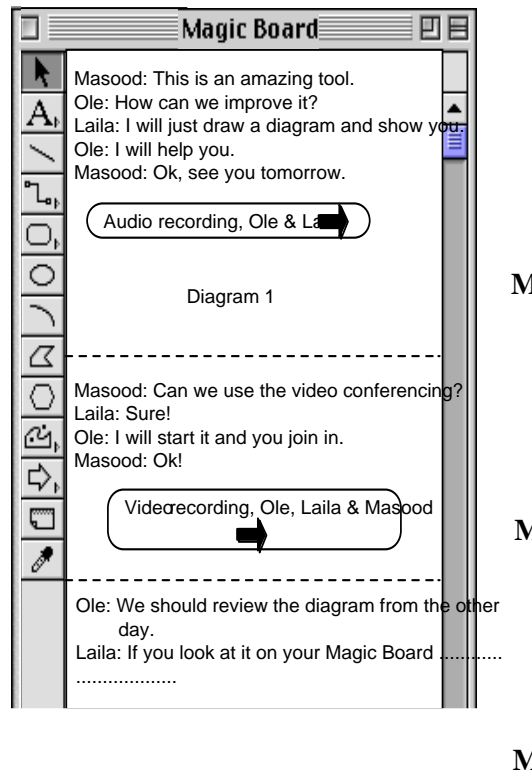 Magic Board
Masood: This is an amazing tool.
Ole: How can we improve it?
Laila: I will just draw a diagram and show you.
Ole: I will help you.
Masood: Ok, see you tomorrow.
Audio recording, Ole & La
Diagram 1
Masood: Can we use the video conferencing?
Laila: Sure!
Ole: I will start it and you join in.
Masood: Ok!
Video recording, Ole, Laila & Masood
Ole: We should review the diagram from the other
day.
Laila: If you look at it on your Magic Board ............
...................
A
M
M
M